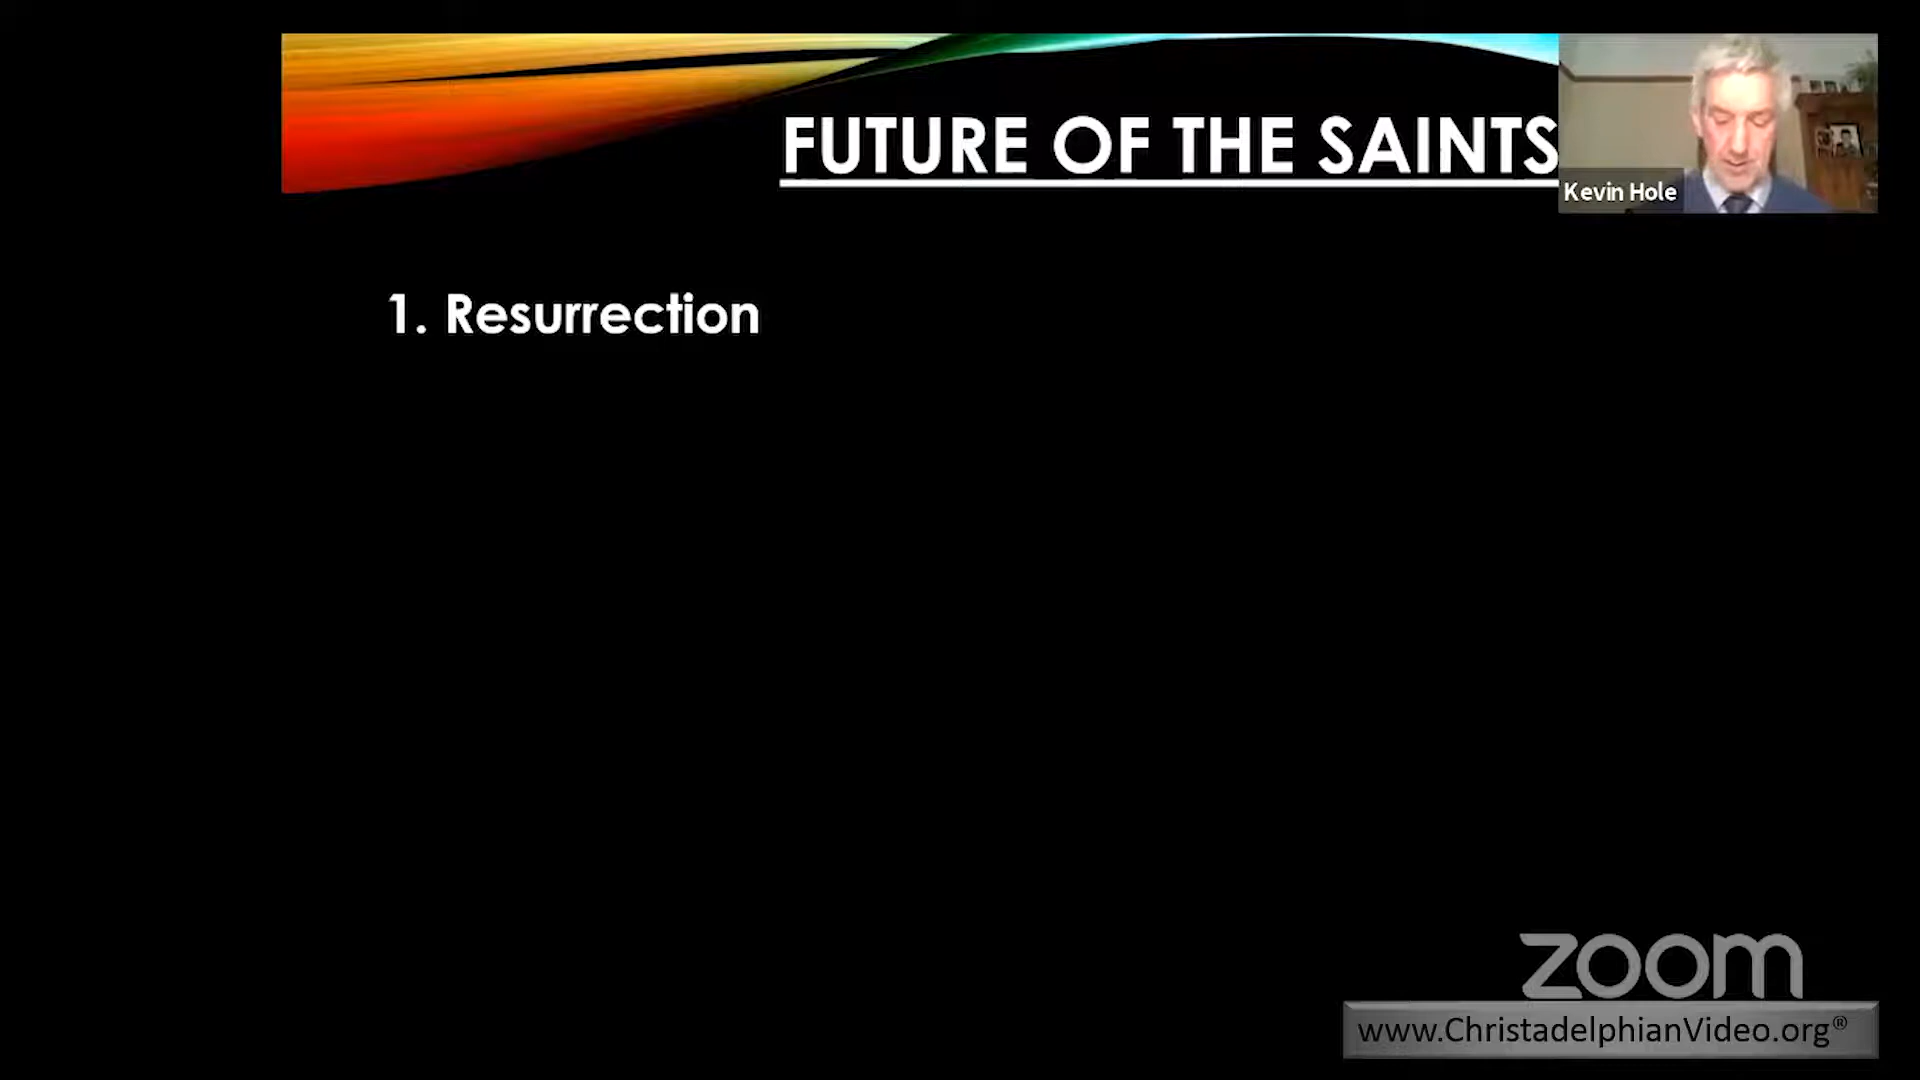 FUTURE OF THE SAINTS
Kevin Hole
1. Resurrection
zoom
www.ChristadelphianVideo.org®